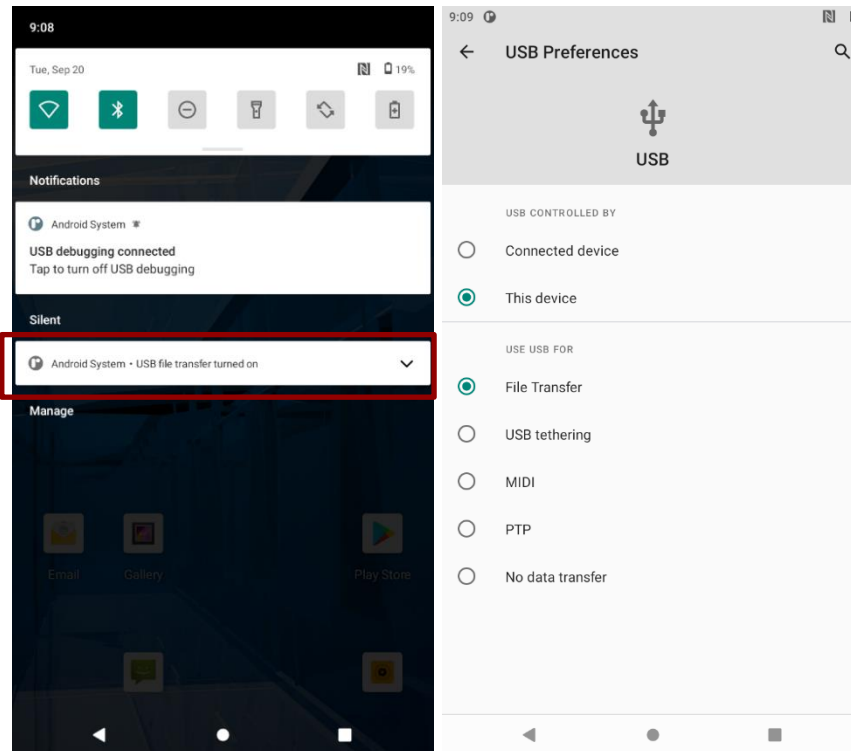 9:08
Tue, Sep 20
19%
Notifications
Android System
USB debugging connected
Tap to turn off USB debugging
Silent
Android System • USB file transfer turned on
Manage
Email
Gallery
Play Store
9:09
USB Preferences
USB
USB CONTROLLED BY
Connected device
This device
USE USB FOR
File Transfer
USB tethering
MIDI
PTP
No data transfer